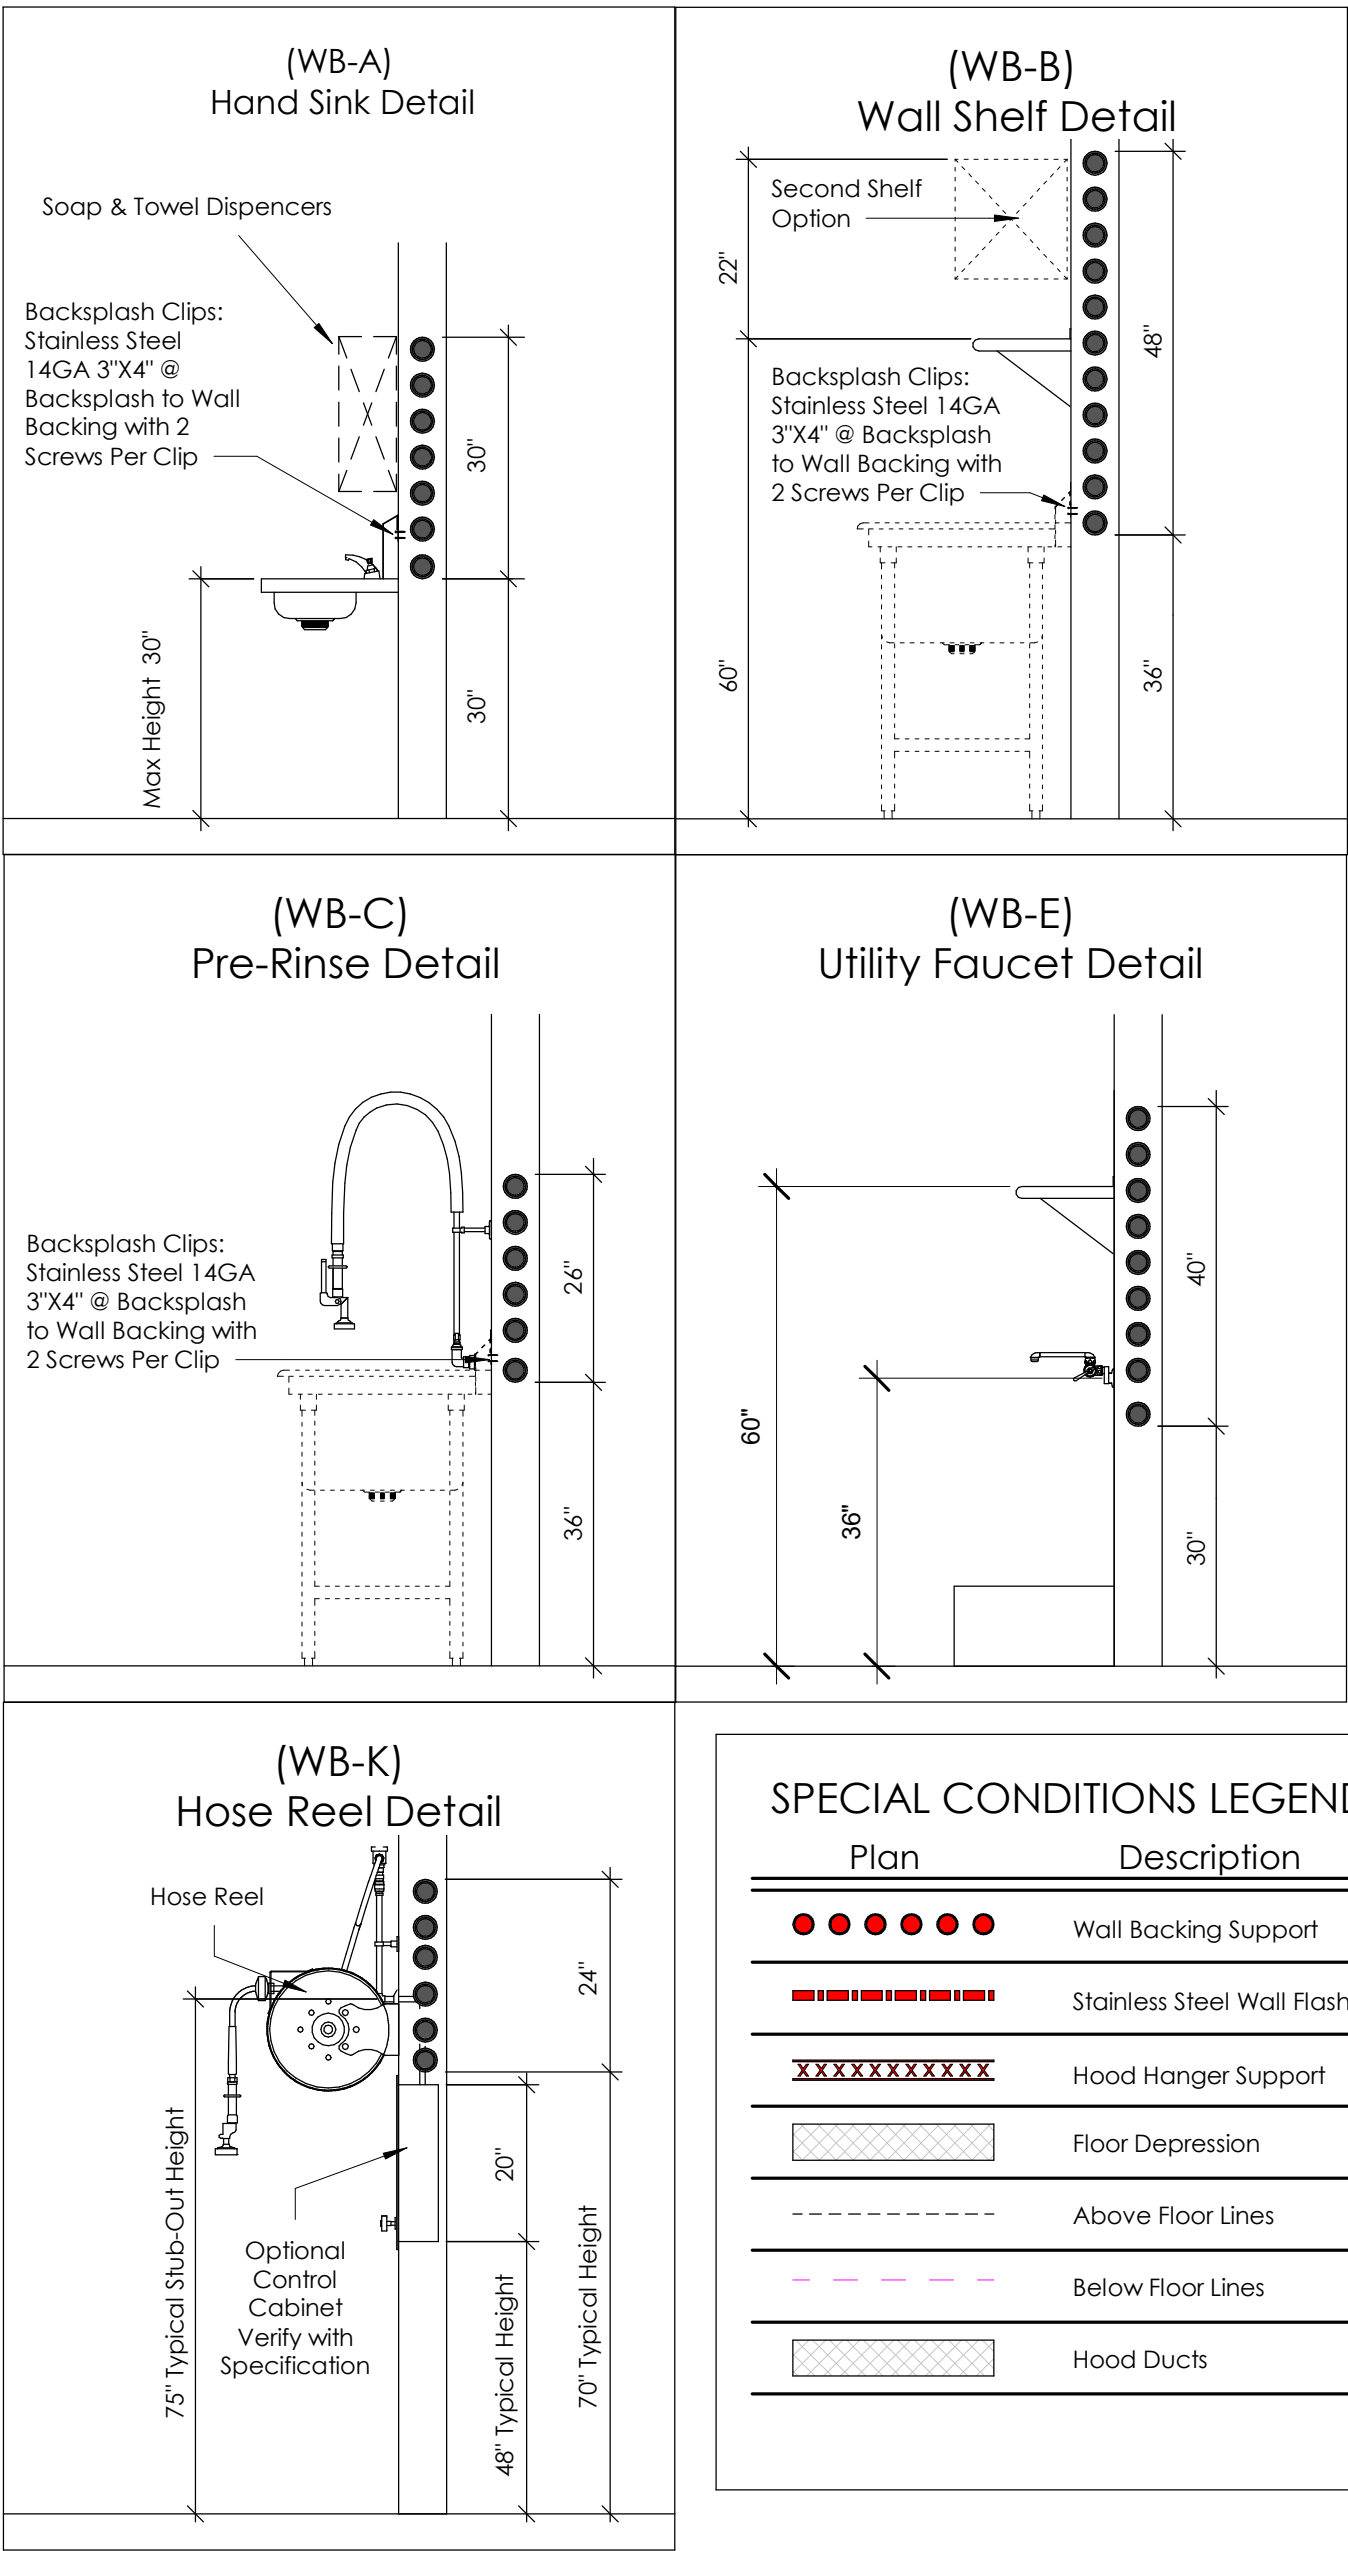 (WB-A)
Hand Sink Detail
Soap & Towel Dispencers
Backsplash Clips:
Stainless Steel
14GA 3"X4" @
Backsplash to Wall
Backing with 2
Screws Per Clip
30"
30"
Max Height 30"
(WB-B)
Wall Shelf Detail
Second Shelf
Option
22"
48"
Backsplash Clips:
Stainless Steel 14GA
3"X4" @ Backsplash
to Wall Backing with
2 Screws Per Clip
60"
36"
(WB-C)
Pre-Rinse Detail
Backsplash Clips:
Stainless Steel 14GA
3"X4" @ Backsplash
to Wall Backing with
2 Screws Per Clip
26"
36"
(WB-E)
Utility Faucet Detail
40"
60"
36"
30"
(WB-K)
Hose Reel Detail
Hose Reel
24"
20"
75" Typical Stub-Out Height
Optional
Control
Cabinet
Verify with
Specification
48" Typical Height
70" Typical Height
SPECIAL CONDITIONS LEGEND
Plan Description
Wall Backing Support
Stainless Steel Wall Flash
Hood Hanger Support
Floor Depression
Above Floor Lines
Below Floor Lines
Hood Ducts